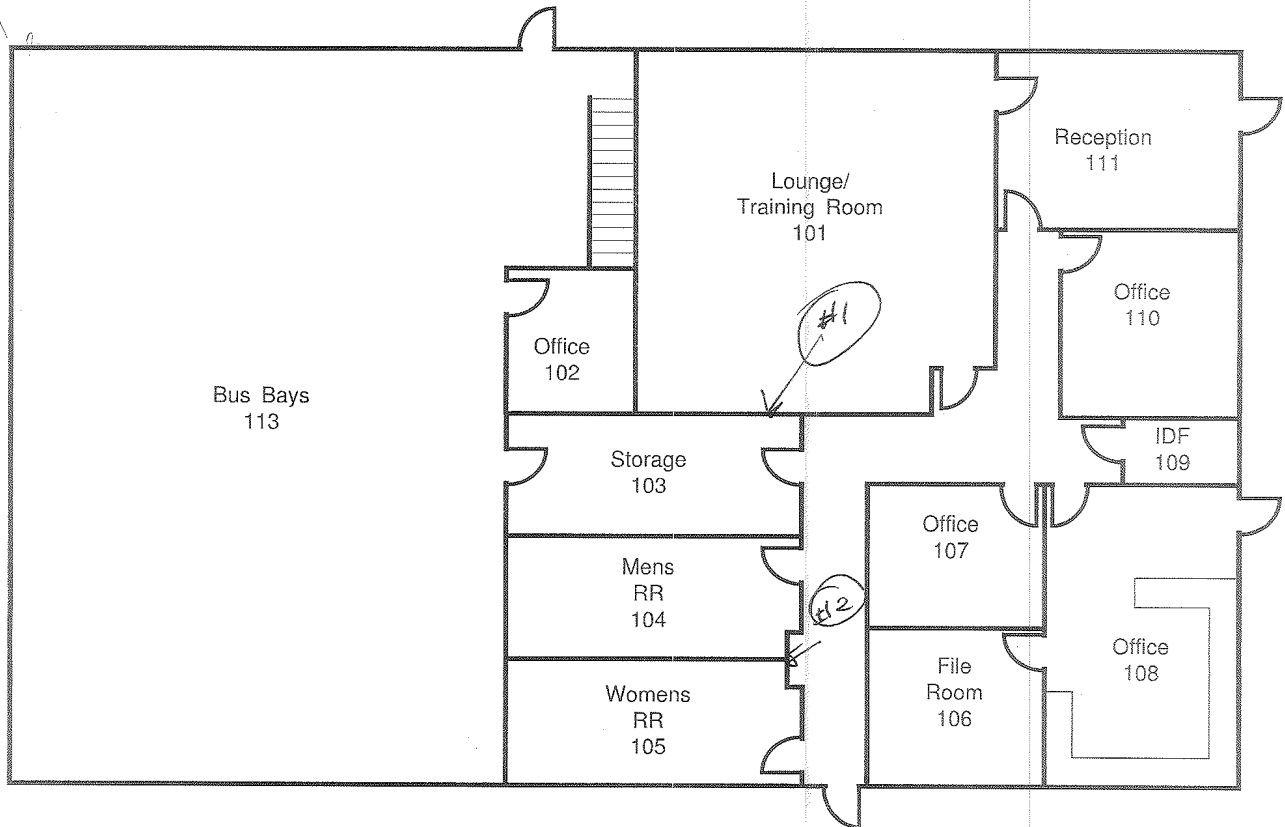 Reception
111
Lounge/
Training Room
101
Office
110
#1
Office
102
Bus Bays
113
IDF
109
Storage
103
Office
107
Mens
RR
104
#2
Office
108
File
Room
106
Womens
RR
105